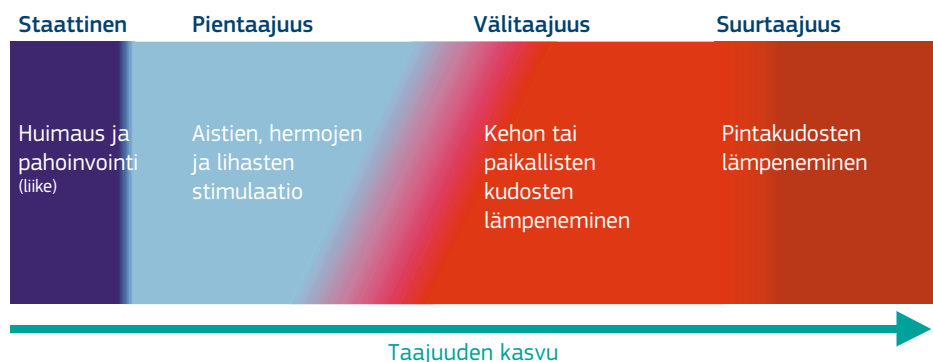 Staattinen
Pientaajuus
Välitaajuus
Suurtaajuus
Huimaus ja
pahoinvointi
(liike)
Aistien, hermojen
ja lihasten
stimulaatio
Kehon tai
paikallisten
kudosten
lämpeneminen
Pintakudosten
lämpeneminen
Taajuuden kasvu